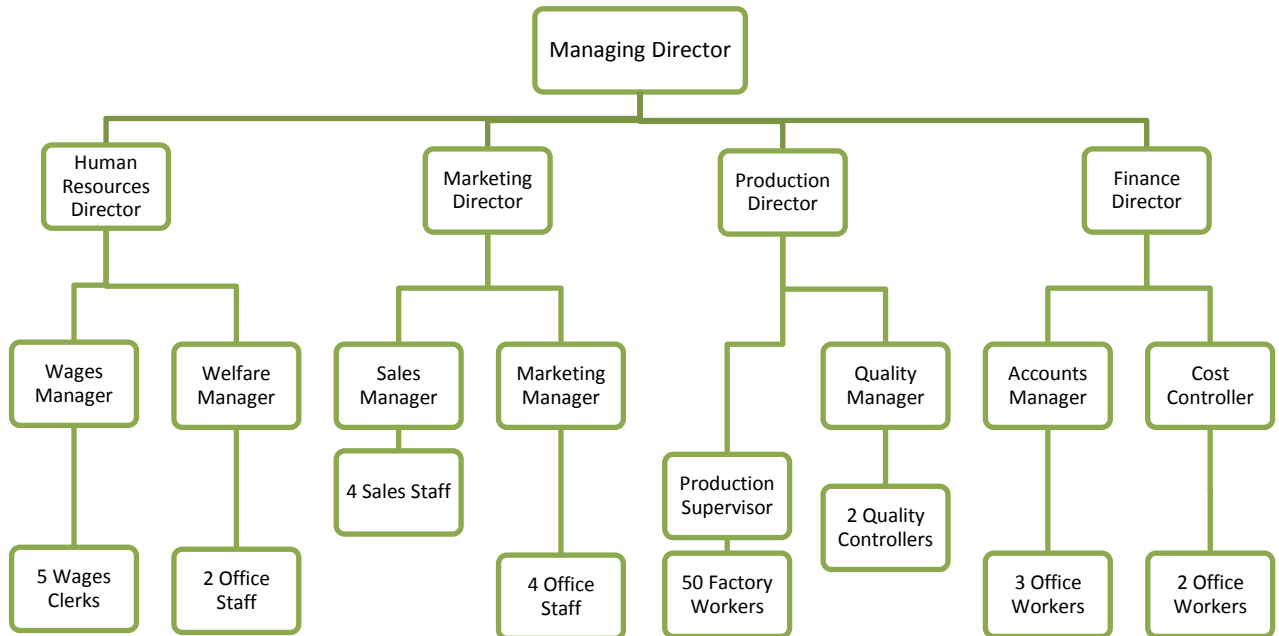 Managing Director
Human
Resources
Director
Marketing
Director
Production
Director
Finance
Director
Wages
Manager
Welfare
Manager
Sales
Manager
Marketing
Manager
Quality
Manager
Accounts
Manager
Cost
Controller
4 Sales Staff
Production
Supervisor
2 Quality
Controllers
5 Wages
Clerks
2 Office
Staff
4 Office
Staff
50 Factory
Workers
3 Office
Workers
2 Office
Workers